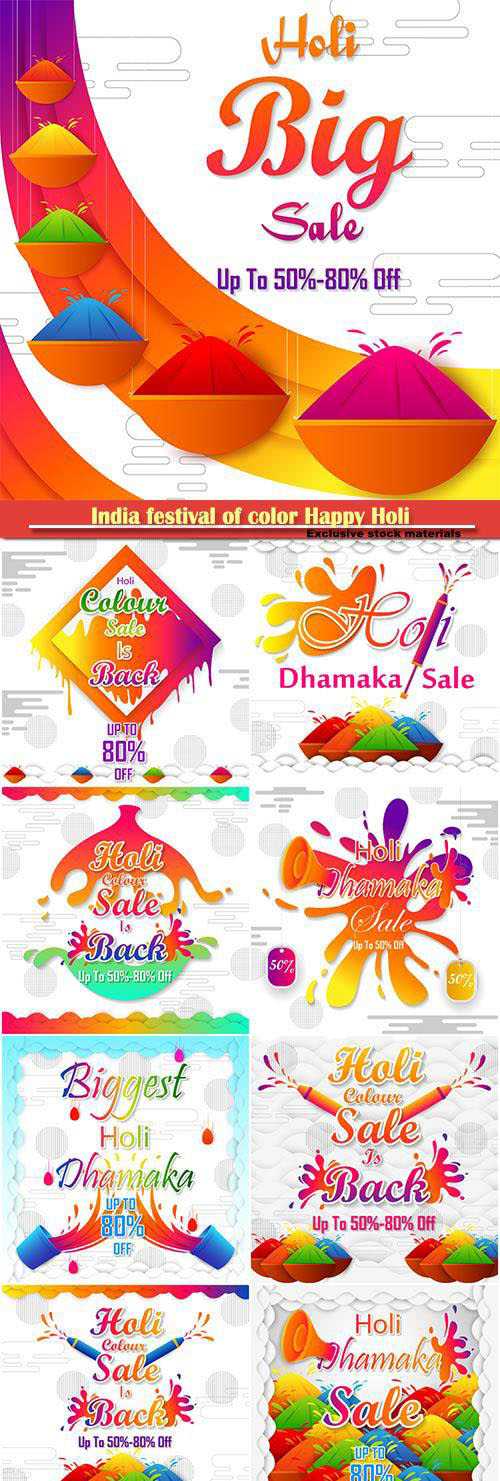 Holi
Big
Sale
Up To 50%-80% Off
India festival of color Happy Holi
Exclusive stock materials
Holi
Colour
Sale
Is
Back
UP TO
80%
OFF
Holi
Dhamaka Sale
Holi
Colour
Sale
Is
Back
Up To 50%-80% Off
Holi
Dhamaka
Sale
Up To 50% Off
50%
50%
Biggest
Holi
Dhamaka
UP TO
80%
OFF
Holi
Colour
Sale
Is
Back
Up To 50%-80% Off
Holi
Colour
Sale
Is
Back
Up To 50%-80% Off
Holi
Dhamaka
Sale
UP TO
80%